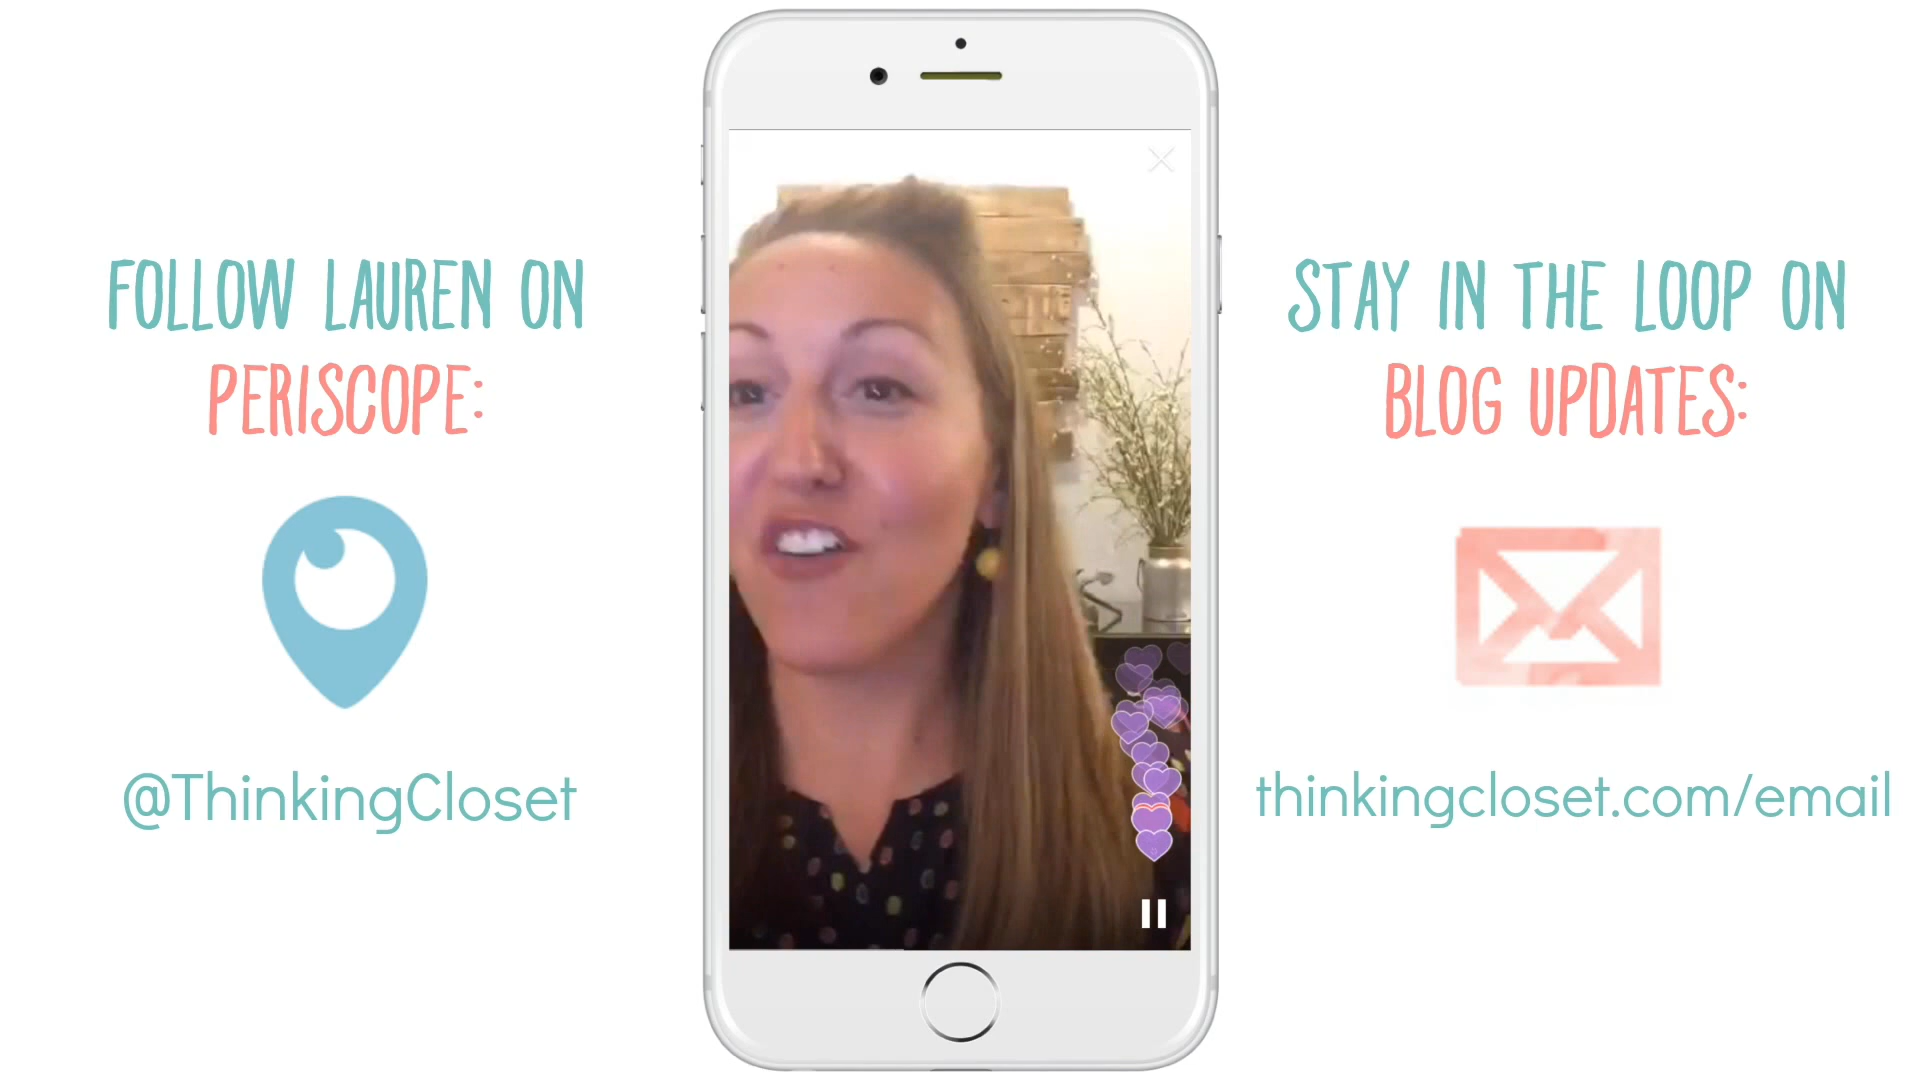 FOLLOW LAUREN ON
PERISCOPE:
@ThinkingCloset
STAY IN THE LOOP ON
BLOG UPDATES:
thinkingcloset.com/email